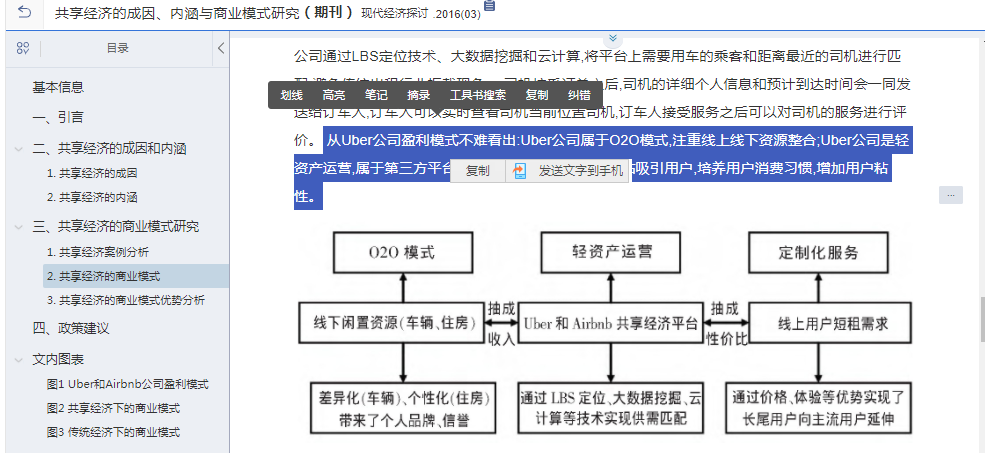 共享经济的成因、内涵与商业模式研究（期刊） 现代经济探讨 .2016(03)
目录
基本信息
一、引言
二、共享经济的成因和内涵
1. 共享经济的成因
2. 共享经济的内涵
三、共享经济的商业模式研究
1. 共享经济案例分析
2. 共享经济的商业模式
3. 共享经济的商业模式优势分析
四、政策建议
文内图表
图1 Uber和Airbnb公司盈利模式
图2 共享经济下的商业模式
图3 传统经济下的商业模式
公司通过LBS定位技术、大数据挖掘和云计算,将平台上需要用车的乘客和距离最近的司机进行匹
后,司机的详细个人信息和预计到达时间会一同发
划线 高亮 笔记 摘录 工具书搜索 复制 纠错
送给订车人,订车人可以实时查看司机当前位置司机,订车人接受服务之后可以对司机的服务进行评
价。从Uber公司盈利模式不难看出:Uber公司属于O2O模式,注重线上线下资源整合;Uber公司是轻
资产运营,属于第三方平台 吸引用户,培养用户消费习惯,增加用户粘
复制 发送文字到手机
性。
...
O2O 模式 轻资产运营 定制化服务
线下闲置资源(车辆、住房) 抽成 收入 Uber 和 Airbnb 共享经济平台 抽成 性价比 线上用户短租需求
差异化(车辆)、个性化(住房) 通过 LBS 定位、大数据挖掘、云 通过价格、体验等优势实现了
带来了个人品牌、信誉 计算等技术实现供需匹配 长尾用户向主流用户延伸